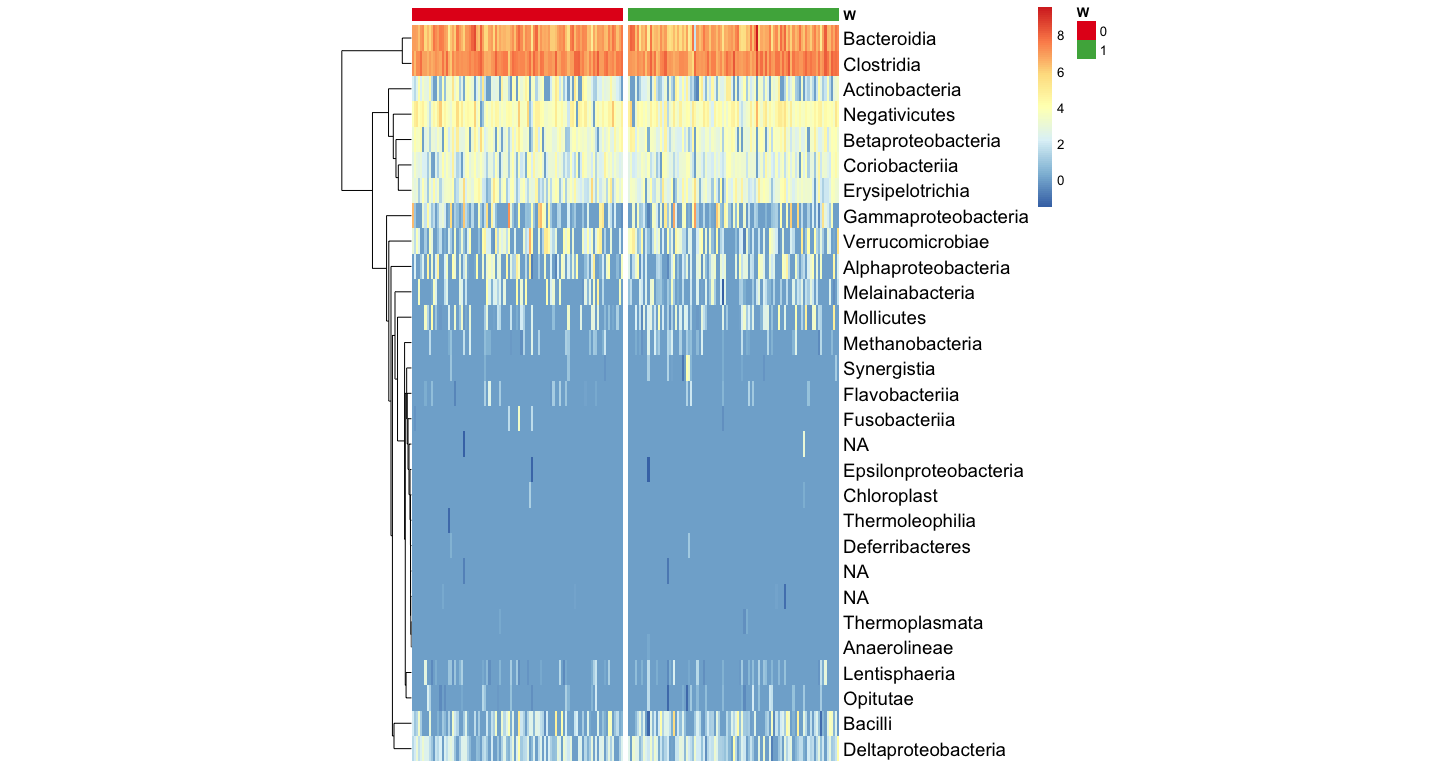 w
Bacteroidia
Clostridia
Actinobacteria
Negativicutes
Betaproteobacteria
Coriobacteriia
Erysipelotrichia
Gammaproteobacteria
Verrucomicrobiae
Alphaproteobacteria
Melainabacteria
Mollicutes
Methanobacteria
Synergistia
Flavobacteriia
Fusobacteriia
NA
Epsilonproteobacteria
Chloroplast
Thermoleophilia
Deferribacteres
NA
NA
Thermoplasmata
Anaerolineae
Lentisphaeria
Opitutae
Bacilli
Deltaproteobacteria
8
6
4
2
0
w
0
1